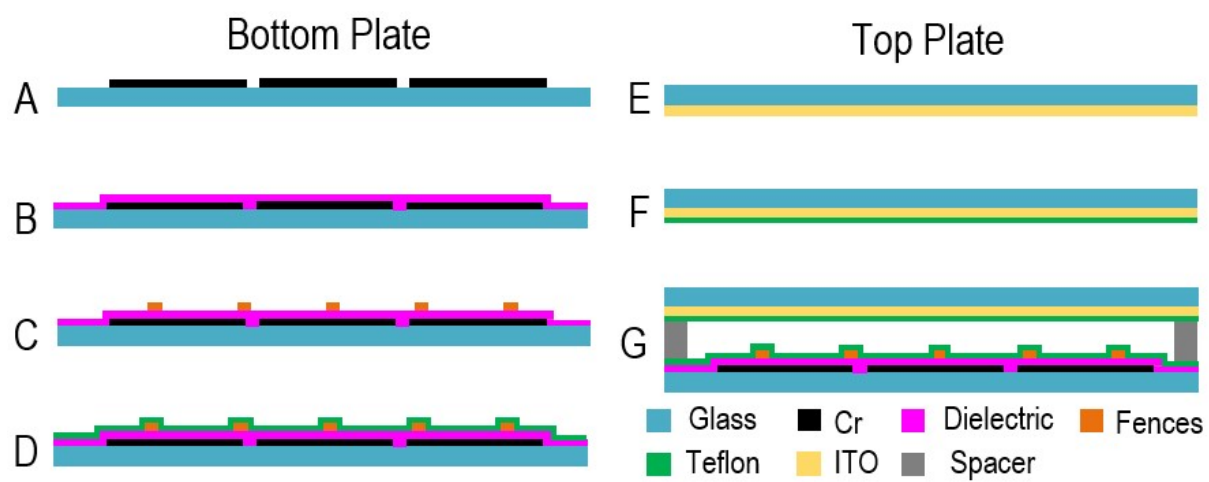 Bottom Plate
Top Plate
A
E
B
F
C
G
D
Glass
Cr
Dielectric
Fences
Teflon
ITO
Spacer